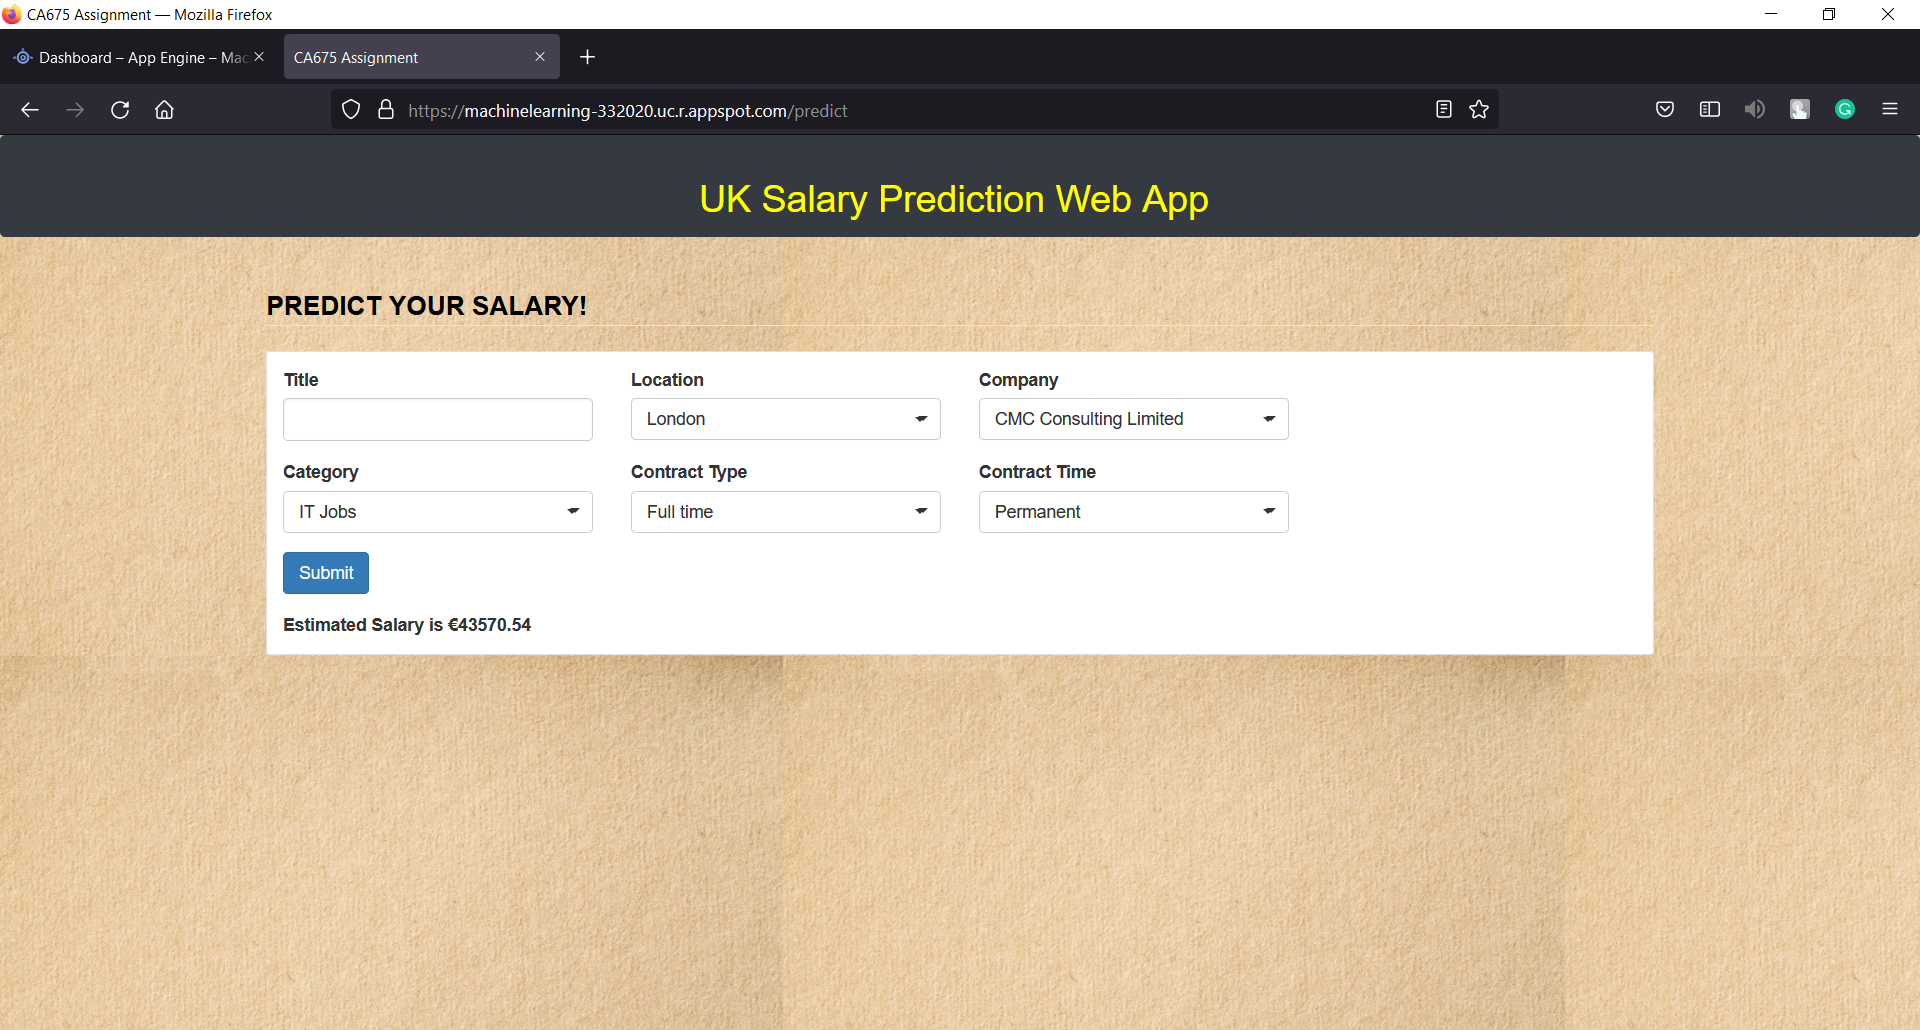 CA675 Assignment — Mozilla Firefox
Dashboard – App Engine – Mac
CA675 Assignment
https://machinelearning-332020.uc.r.appspot.com/predict
UK Salary Prediction Web App
PREDICT YOUR SALARY!
Title Location Company
London CMC Consulting Limited
Category Contract Type Contract Time
IT Jobs Full time Permanent
Submit
Estimated Salary is €43570.54